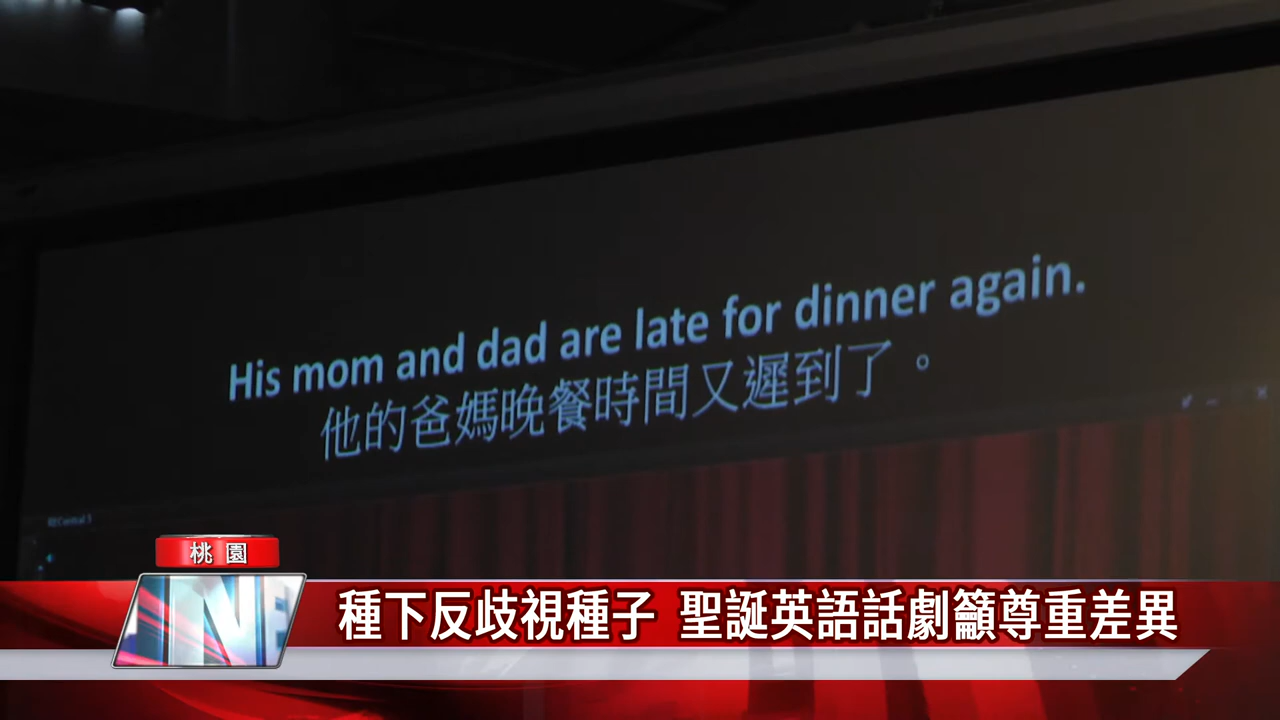 His mom and dad are late for dinner again.
他的爸媽晚餐時間又遲到了。
RECentral 3
桃園
種下反歧視種子 聖誕英語話劇籲尊重差異